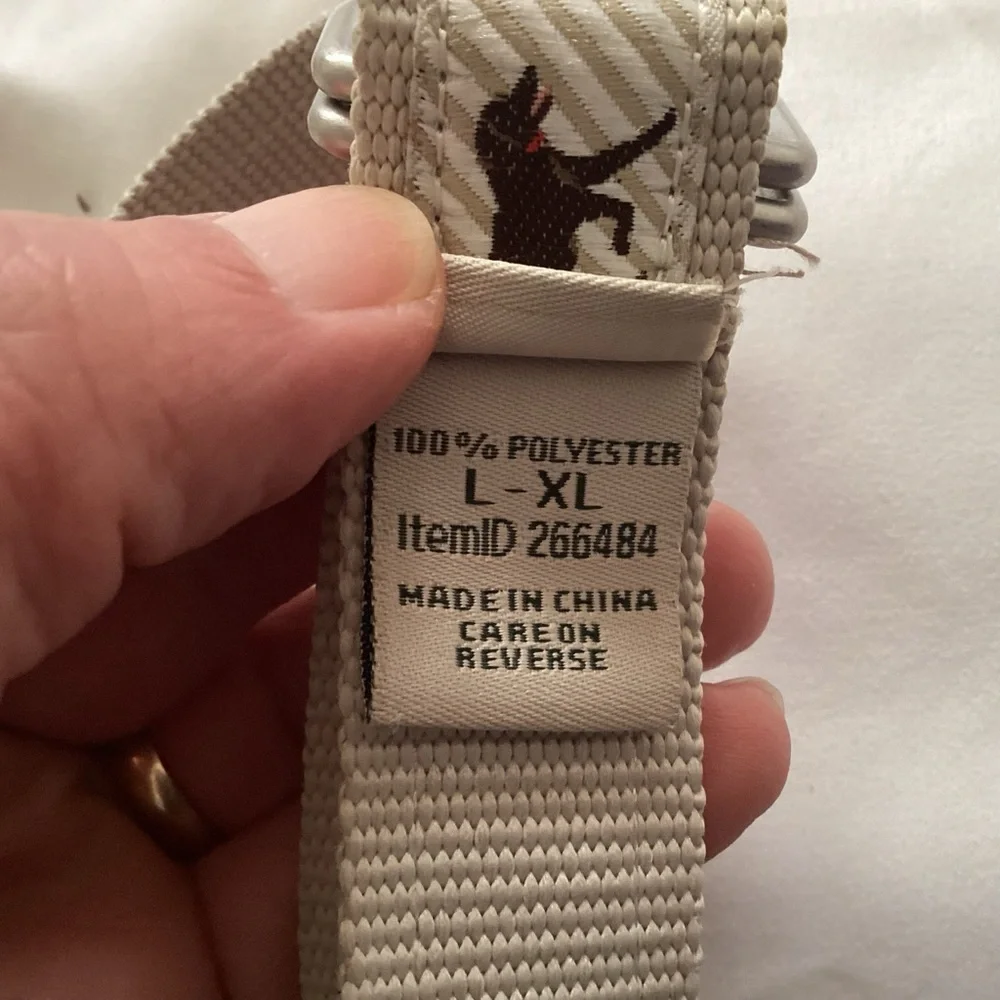 100% POLYESTER
L-XL
ItemID 266484
MADE IN CHINA
CARE ON
REVERSE